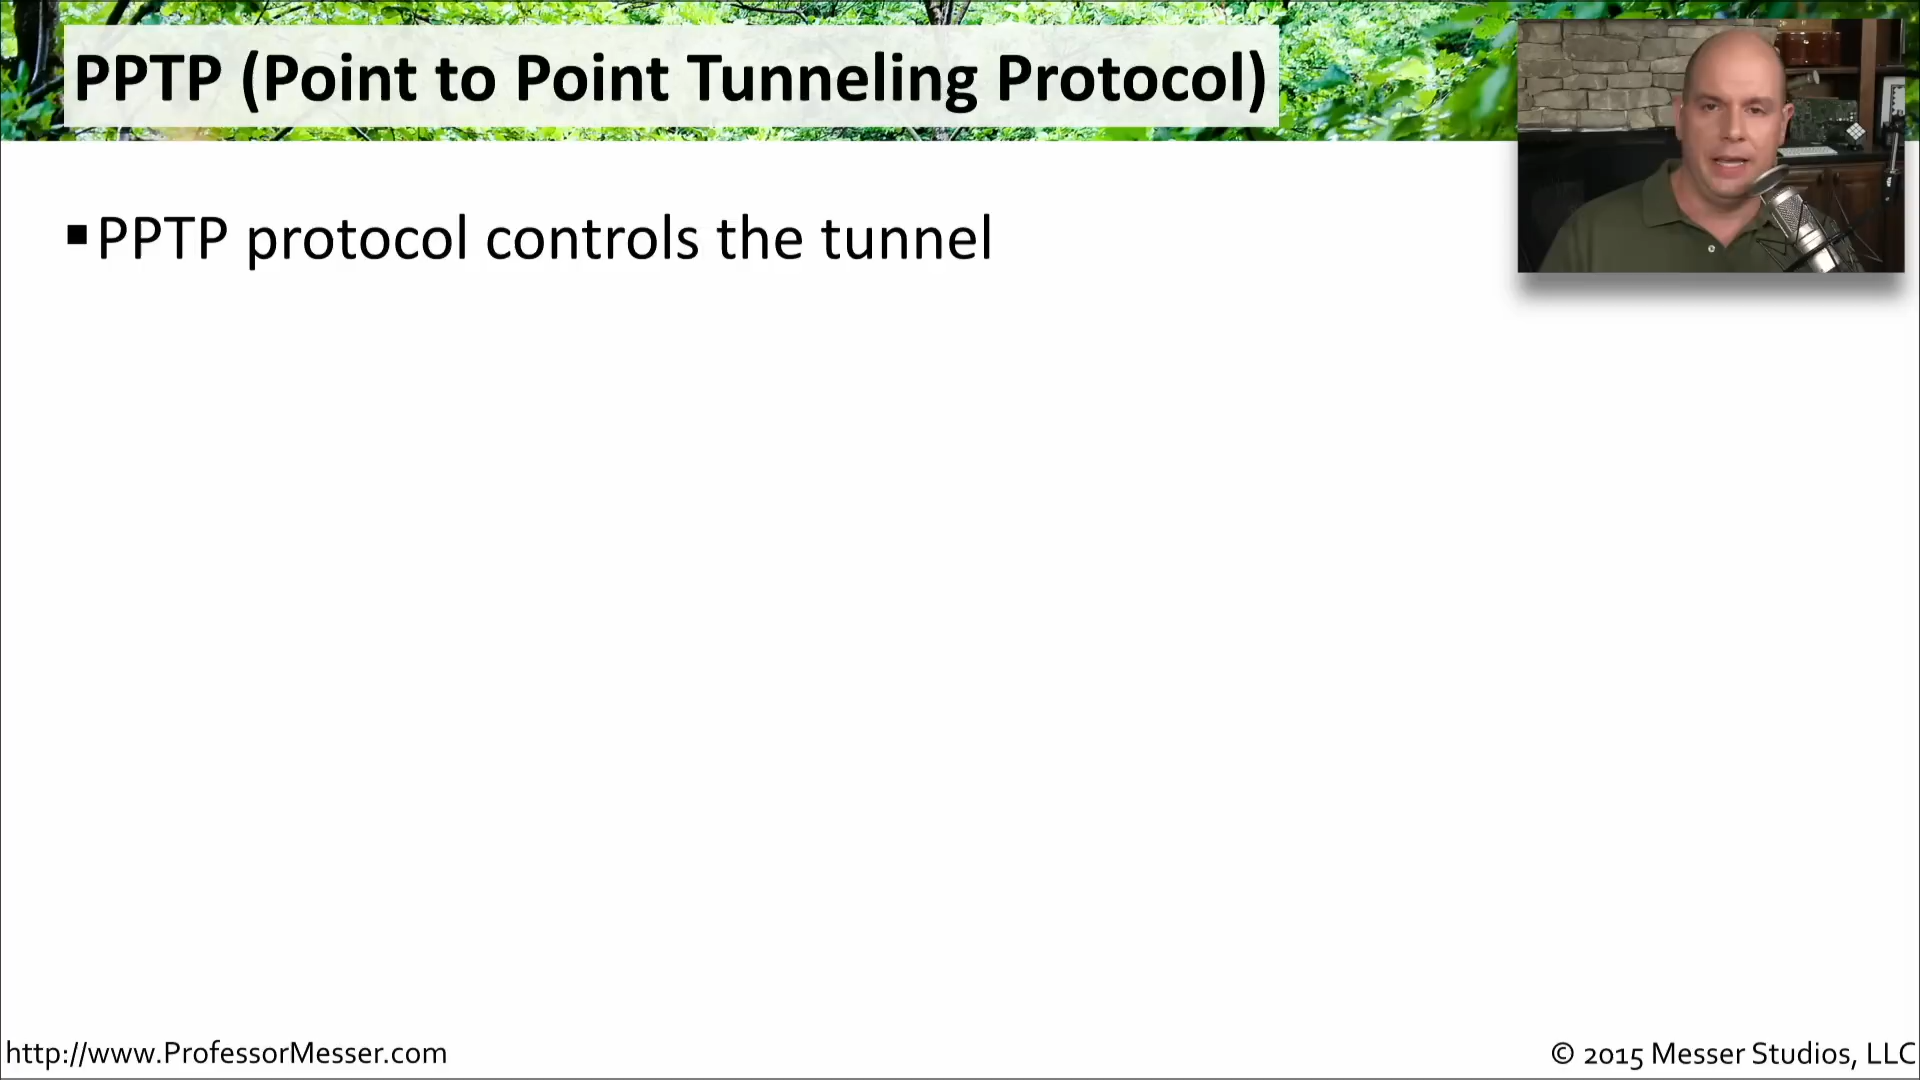 PPTP (Point to Point Tunneling Protocol)
▪PPTP protocol controls the tunnel
http://www.ProfessorMesser.com
© 2015 Messer Studios, LLC